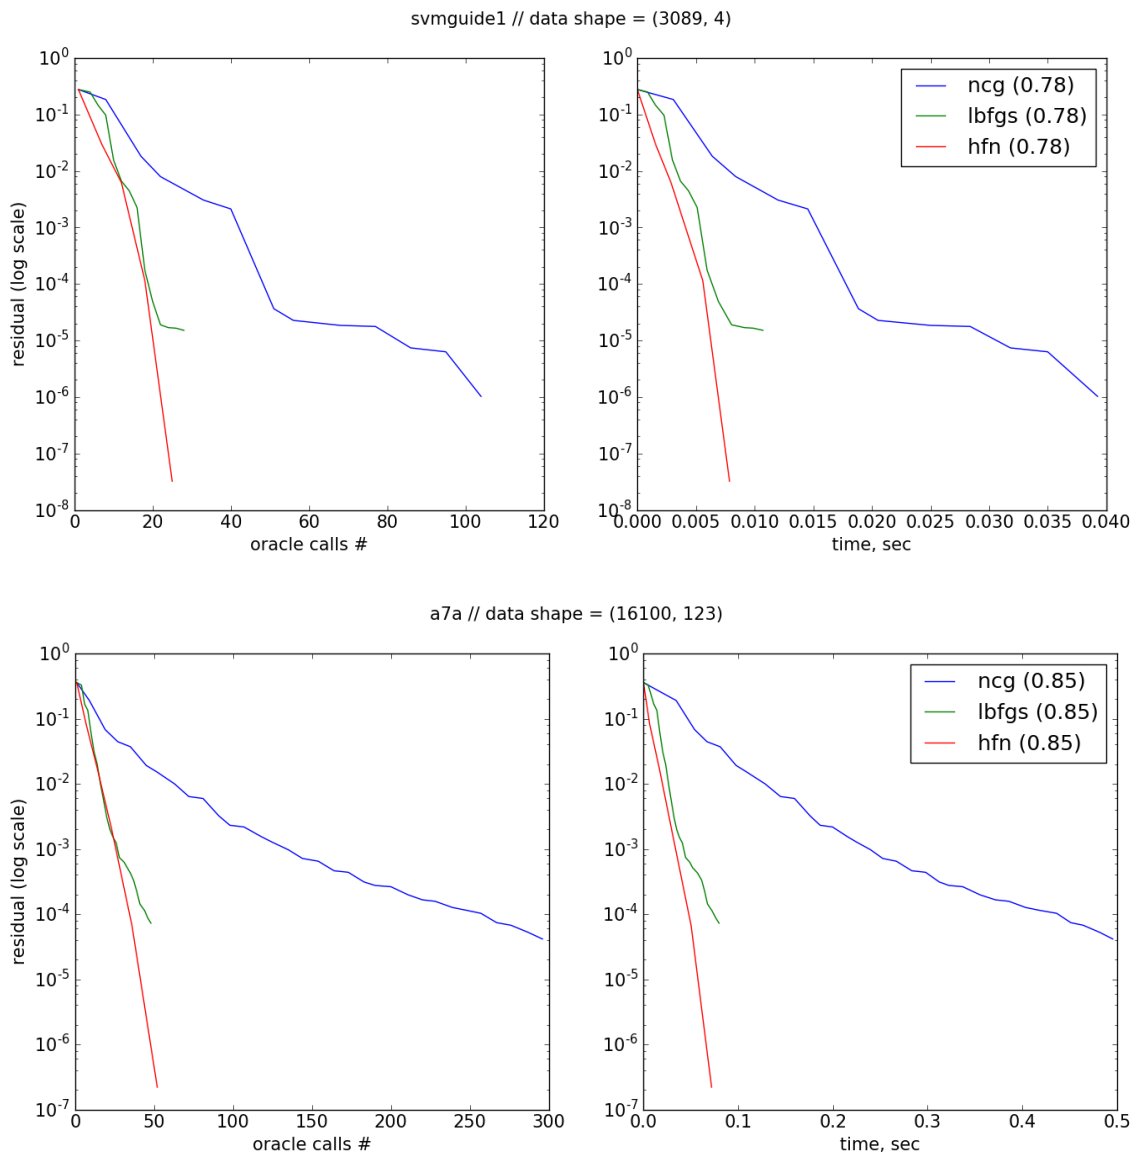 svmguide1 // data shape = (3089, 4)
10^0
10^-1
10^-2
10^-3
10^-4
10^-5
10^-6
10^-7
10^-8
residual (log scale)
0 20 40 60 80 100 120
oracle calls #
10^0
10^-1
10^-2
10^-3
10^-4
10^-5
10^-6
10^-7
10^-8
ncg (0.78)
lbfgs (0.78)
hfn (0.78)
0.000 0.005 0.010 0.015 0.020 0.025 0.030 0.035 0.040
time, sec
a7a // data shape = (16100, 123)
10^0
10^-1
10^-2
10^-3
10^-4
10^-5
10^-6
10^-7
residual (log scale)
0 50 100 150 200 250 300
oracle calls #
10^0
10^-1
10^-2
10^-3
10^-4
10^-5
10^-6
10^-7
ncg (0.85)
lbfgs (0.85)
hfn (0.85)
0.0 0.1 0.2 0.3 0.4 0.5
time, sec